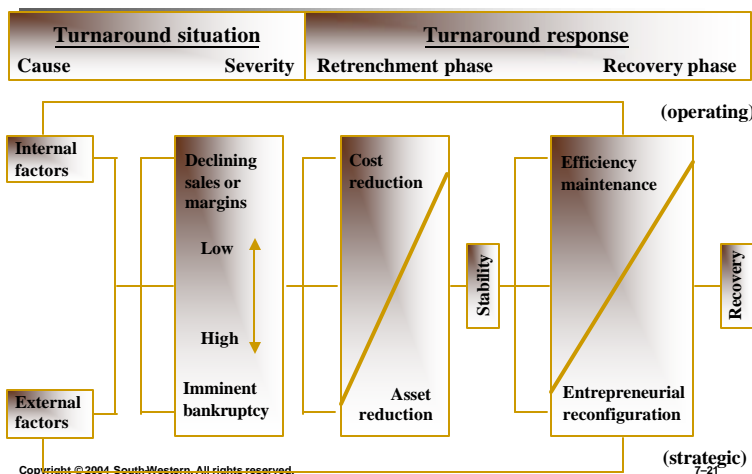 Turnaround situation
Turnaround response
Cause
Severity
Retrenchment phase
Recovery phase
(operating)
Internal
factors
Declining
sales or
margins
Low
High
Imminent
bankruptcy
External
factors
Cost
reduction
Asset
reduction
Stability
Efficiency
maintenance
Entrepreneurial
reconfiguration
Recovery
(strategic)
Copyright © 2004 South-Western. All rights reserved.
7–21